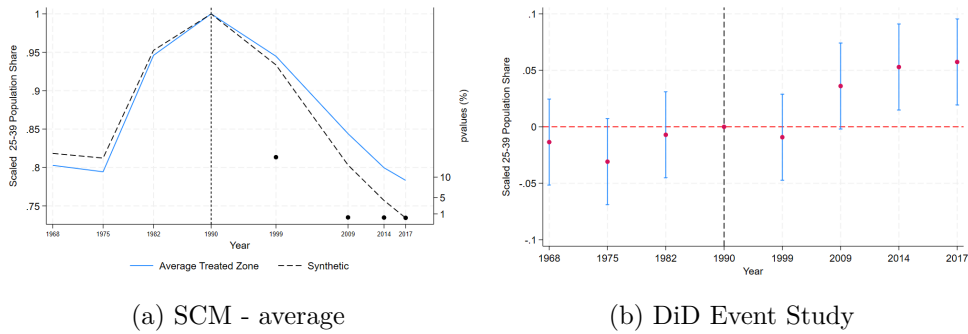 Scaled 25-39 Population Share
1
.95
.9
.85
.8
.75
pvalues (%)
10
5
1
1968 1975 1982 1990 1999 2009 2014 2017
Year
Average Treated Zone Synthetic
(a) SCM - average
Scaled 25-39 Population Share
.1
.05
0
-.05
-.1
1968 1975 1982 1990 1999 2009 2014 2017
Year
(b) DiD Event Study